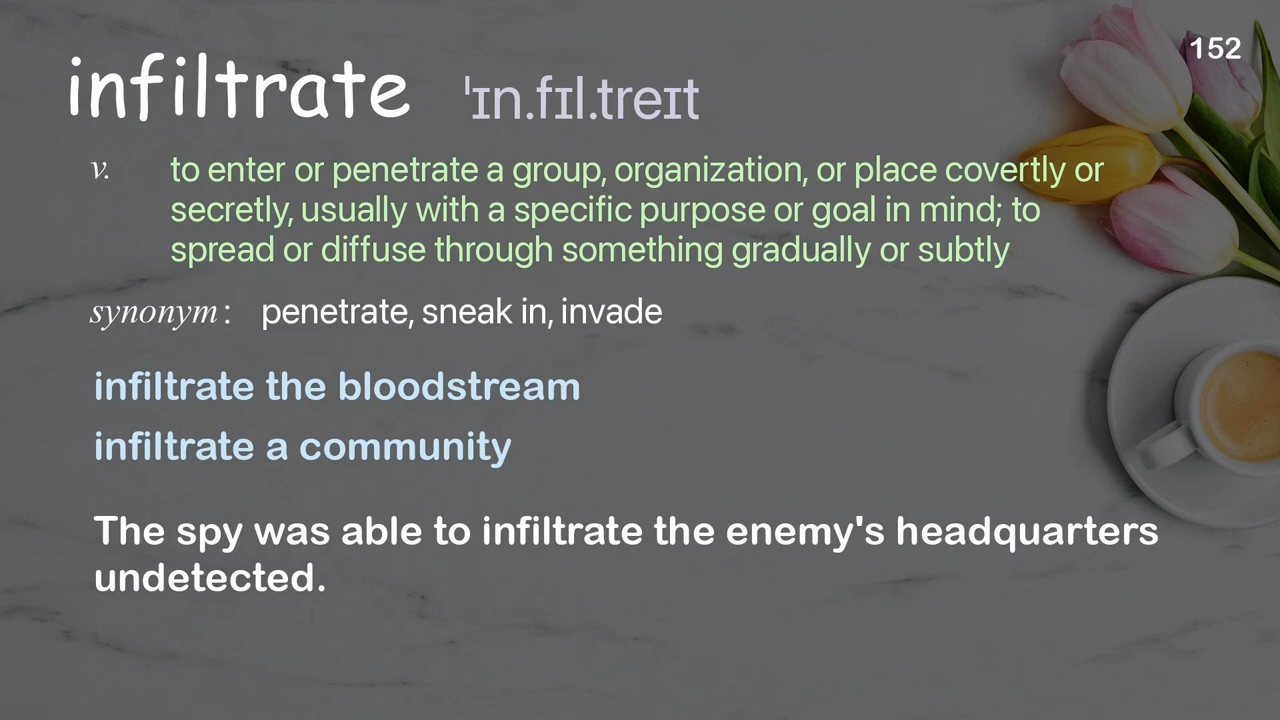 152
infiltrate ˈɪn.fɪl.treɪt
v. to enter or penetrate a group, organization, or place covertly or
secretly, usually with a specific purpose or goal in mind; to
spread or diffuse through something gradually or subtly
synonym: penetrate, sneak in, invade
infiltrate the bloodstream
infiltrate a community
The spy was able to infiltrate the enemy's headquarters
undetected.